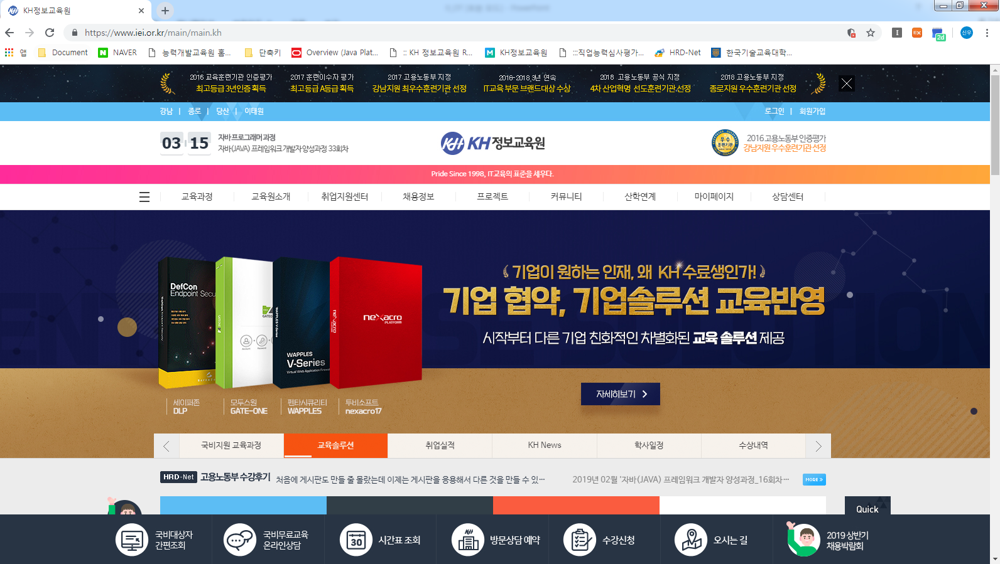 KH정보교육원
https://www.iei.or.kr/main/main.kh
신우
2d
앱 Document NAVER 능력개발교육원 홈... 단축키 Overview (Java Plat... :: KH 정보교육원 R... KH정보교육원 :::직업능력심사평가... HRD-Net 한국기술교육대학...
2016 교육훈련기관 인증평가 2017 훈련이수자 평가 2017 고용노동부 지정 2016~2018 3년 연속 2018 고용노동부 공식 지정 2018 고용노동부 지정
최고등급 3년인증 획득 최고등급 A등급 획득 강남지원 최우수훈련기관 선정 IT교육 부문 브랜드대상 수상 4차 산업혁명 선도훈련기관 선정 종로지원 우수훈련기관 선정
강남 | 종로 | 당산 | 이태원 로그인 | 회원가입
03 15
자바 프로그래머 과정
자바(JAVA) 프레임워크 개발자 양성과정 33회차
KH KH 정보교육원
우수
훈련기관
2016 고용노동부 인증평가
강남지원 우수훈련기관 선정
Pride Since 1998, IT교육의 표준을 세우다.
교육과정 교육원소개 취업지원센터 채용정보 프로젝트 커뮤니티 산학연계 마이페이지 상담센터
기업이 원하는 인재, 왜 KH 수료생인가!
기업 협약, 기업솔루션 교육반영
시작부터 다른 기업 친화적인 차별화된 교육 솔루션 제공
DefCon
Endpoint Secu
GATEO
WAPPLES V-Series
WAPPLES
V-Series
Virtual Web Application Firewall
nexacro
nexacro
PLATFORM
세이퍼존
DLP
모두스원
GATE-ONE
펜타시큐리티
WAPPLES
투비소프트
nexacro17
자세히보기
국비지원 교육과정 교육솔루션 취업실적 KH News 학사일정 수상내역
HRD-Net 고용노동부 수강후기 처음에 게시판도 만들 줄 몰랐는데 이제는 게시판을 응용해서 다른 것을 만들 수 있··· 2019년 02월 '자바(JAVA) 프레임워크 개발자 양성과정_16회차··· MORE »
Quick
국비대상자
간편조회
국비무료교육
온라인상담
30
시간표 조회
KH
방문상담 예약
수강신청
오시는 길
2019 상반기
채용박람회